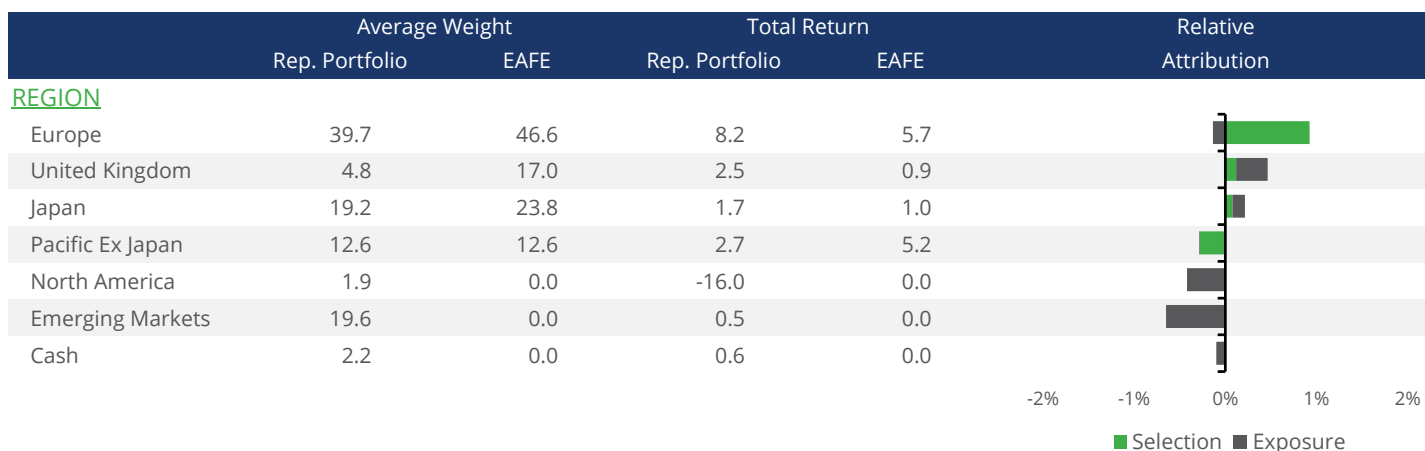 Average Weight Total Return Relative
Rep. Portfolio EAFE Rep. Portfolio EAFE Attribution
REGION
Europe 39.7 46.6 8.2 5.7
United Kingdom 4.8 17.0 2.5 0.9
Japan 19.2 23.8 1.7 1.0
Pacific Ex Japan 12.6 12.6 2.7 5.2
North America 1.9 0.0 -16.0 0.0
Emerging Markets 19.6 0.0 0.5 0.0
Cash 2.2 0.0 0.6 0.0
-2% -1% 0% 1% 2%
Selection Exposure